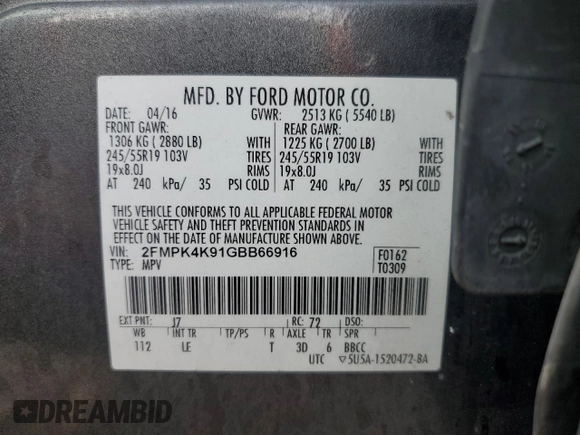 MFD. BY FORD MOTOR CO.
DATE: 04/16 GVWR: 2513 KG ( 5540 LB)
FRONT GAWR: REAR GAWR:
1306 KG ( 2880 LB) WITH 1225 KG ( 2700 LB) WITH
245/55R19 103V TIRES 245/55R19 103V TIRES
19x8.0J RIMS 19x8.0J RIMS
AT 240 kPa/ 35 PSI COLD AT 240 kPa/ 35 PSI COLD
THIS VEHICLE CONFORMS TO ALL APPLICABLE FEDERAL MOTOR
VEHICLE SAFETY AND THEFT PREVENTION STANDARDS IN
EFFECT ON THE DATE OF MANUFACTURE SHOWN ABOVE.
VIN: 2FMPK4K91GBB66916 F0162
TYPE: MPV T0309
EXT PNT: J7 RC: 72 DSO:
WB INT TR TP/PS R AXLE TR SPR
112 LE T 3D 6 BBCC
UTC ▽5U5A-1520472-BA
DREAMBID